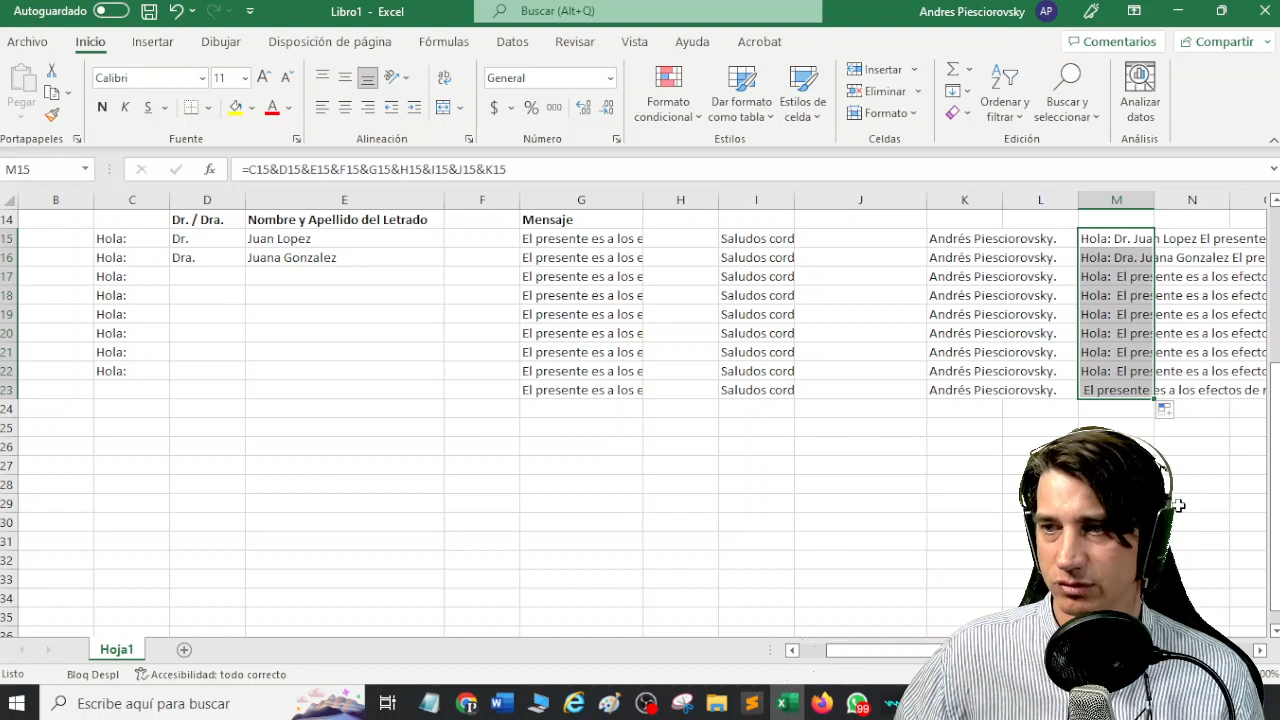 Autoguardado
Libro1 - Excel
Buscar (Alt+Q)
Andres Piesciorovsky
AP
Archivo Inicio Insertar Dibujar Disposición de página Fórmulas Datos Revisar Vista Ayuda Acrobat
Comentarios
Compartir
Pegar
Calibri 11
General
Insertar
Eliminar
Formato
N K S
$ % 000
Formato condicional
Dar formato como tabla
Estilos de celda
Ordenar y filtrar
Buscar y seleccionar
Analizar datos
Portapapeles Fuente Alineación Número Estilos Celdas Edición Análisis
M15 fx =C15&D15&E15&F15&G15&H15&I15&J15&K15
B C D E F G H I J K L M N
14 Dr. / Dra. Nombre y Apellido del Letrado Mensaje
15 Hola: Dr. Juan Lopez El presente es a los e Saludos cord Andrés Piesciorovsky. Hola: Dr. Juan Lopez El presente
16 Hola: Dra. Juana Gonzalez El presente es a los e Saludos cord Andrés Piesciorovsky. Hola: Dra. Juana Gonzalez El pre
17 Hola: El presente es a los e Saludos cord Andrés Piesciorovsky. Hola: El presente es a los efecto
18 Hola: El presente es a los e Saludos cord Andrés Piesciorovsky. Hola: El presente es a los efecto
19 Hola: El presente es a los e Saludos cord Andrés Piesciorovsky. Hola: El presente es a los efecto
20 Hola: El presente es a los e Saludos cord Andrés Piesciorovsky. Hola: El presente es a los efecto
21 Hola: El presente es a los e Saludos cord Andrés Piesciorovsky. Hola: El presente es a los efecto
22 Hola: El presente es a los e Saludos cord Andrés Piesciorovsky. Hola: El presente es a los efecto
23 El presente es a los e Saludos cord Andrés Piesciorovsky. El presente es a los efectos de r
24
25
26
27
28
29
30
31
32
33
34
35
Hoja1
Listo Bloq Despl Accesibilidad: todo correcto
Escribe aquí para buscar
99